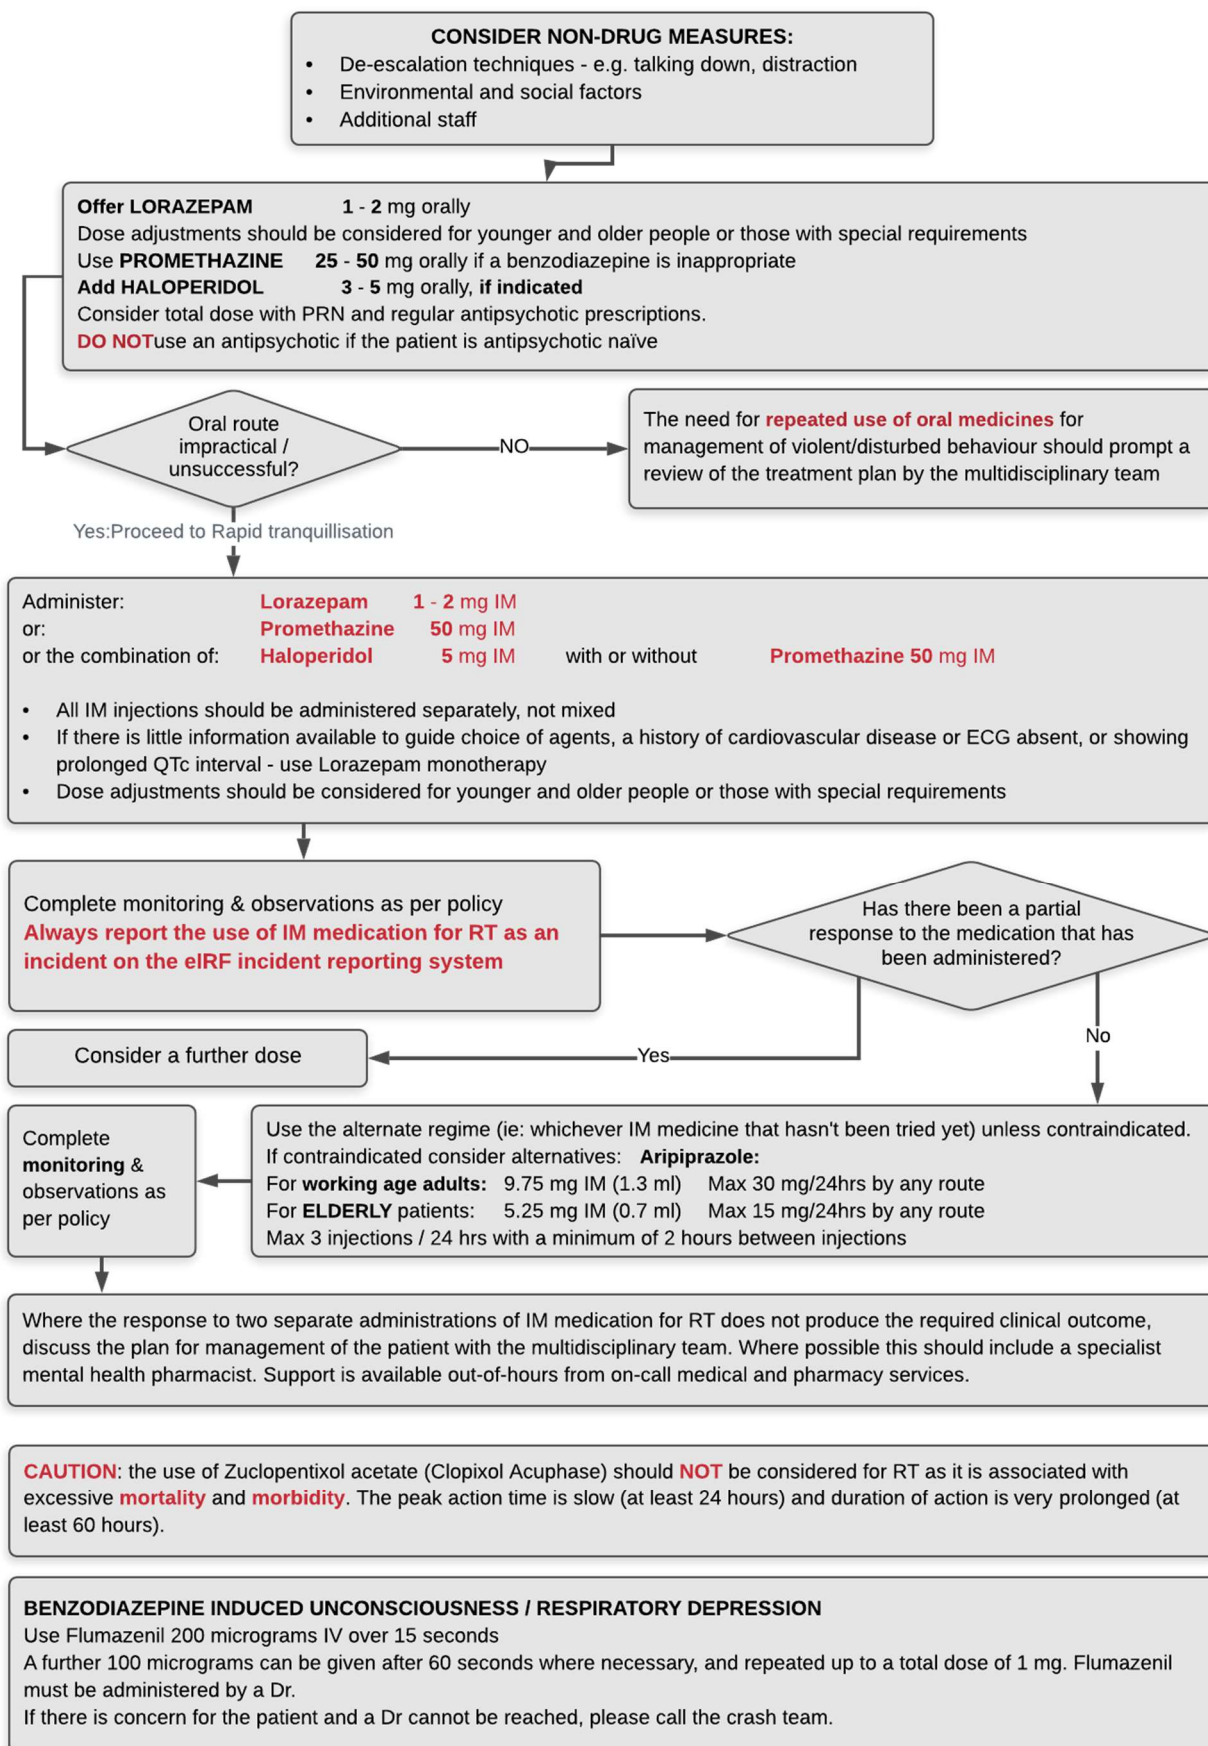 CONSIDER NON-DRUG MEASURES:
• De-escalation techniques - e.g. talking down, distraction
• Environmental and social factors
• Additional staff
Offer LORAZEPAM 1 - 2 mg orally
Dose adjustments should be considered for younger and older people or those with special requirements
Use PROMETHAZINE 25 - 50 mg orally if a benzodiazepine is inappropriate
Add HALOPERIDOL 3 - 5 mg orally, if indicated
Consider total dose with PRN and regular antipsychotic prescriptions.
DO NOTuse an antipsychotic if the patient is antipsychotic naïve
Oral route
impractical /
unsuccessful?
NO
The need for repeated use of oral medicines for
management of violent/disturbed behaviour should prompt a
review of the treatment plan by the multidisciplinary team
Yes:Proceed to Rapid tranquillisation
Administer: Lorazepam 1 - 2 mg IM
or: Promethazine 50 mg IM
or the combination of: Haloperidol 5 mg IM with or without Promethazine 50 mg IM
• All IM injections should be administered separately, not mixed
• If there is little information available to guide choice of agents, a history of cardiovascular disease or ECG absent, or showing
prolonged QTc interval - use Lorazepam monotherapy
• Dose adjustments should be considered for younger and older people or those with special requirements
Complete monitoring & observations as per policy
Always report the use of IM medication for RT as an
incident on the eIRF incident reporting system
Has there been a partial
response to the medication that has
been administered?
No
Yes
Consider a further dose
Complete
monitoring &
observations as
per policy
Use the alternate regime (ie: whichever IM medicine that hasn't been tried yet) unless contraindicated.
If contraindicated consider alternatives: Aripiprazole:
For working age adults: 9.75 mg IM (1.3 ml) Max 30 mg/24hrs by any route
For ELDERLY patients: 5.25 mg IM (0.7 ml) Max 15 mg/24hrs by any route
Max 3 injections / 24 hrs with a minimum of 2 hours between injections
Where the response to two separate administrations of IM medication for RT does not produce the required clinical outcome,
discuss the plan for management of the patient with the multidisciplinary team. Where possible this should include a specialist
mental health pharmacist. Support is available out-of-hours from on-call medical and pharmacy services.
CAUTION: the use of Zuclopentixol acetate (Clopixol Acuphase) should NOT be considered for RT as it is associated with
excessive mortality and morbidity. The peak action time is slow (at least 24 hours) and duration of action is very prolonged (at
least 60 hours).
BENZODIAZEPINE INDUCED UNCONSCIOUSNESS / RESPIRATORY DEPRESSION
Use Flumazenil 200 micrograms IV over 15 seconds
A further 100 micrograms can be given after 60 seconds where necessary, and repeated up to a total dose of 1 mg. Flumazenil
must be administered by a Dr.
If there is concern for the patient and a Dr cannot be reached, please call the crash team.